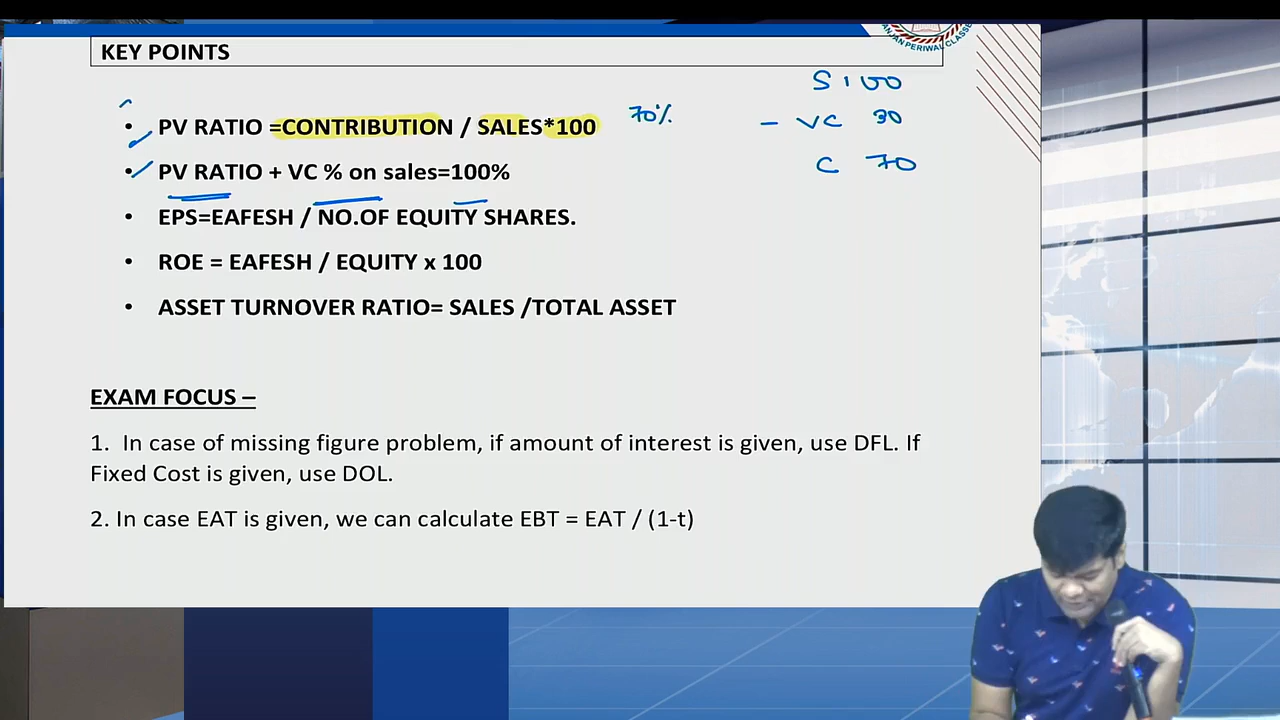 ANJAN PERIWAL CLASSES
KEY POINTS
S 100
• PV RATIO =CONTRIBUTION / SALES*100 70%
- VC 30
C 70
• PV RATIO + VC % on sales=100%
• EPS=EAFESH / NO.OF EQUITY SHARES.
• ROE = EAFESH / EQUITY x 100
• ASSET TURNOVER RATIO= SALES /TOTAL ASSET
EXAM FOCUS –
1. In case of missing figure problem, if amount of interest is given, use DFL. If
Fixed Cost is given, use DOL.
2. In case EAT is given, we can calculate EBT = EAT / (1-t)